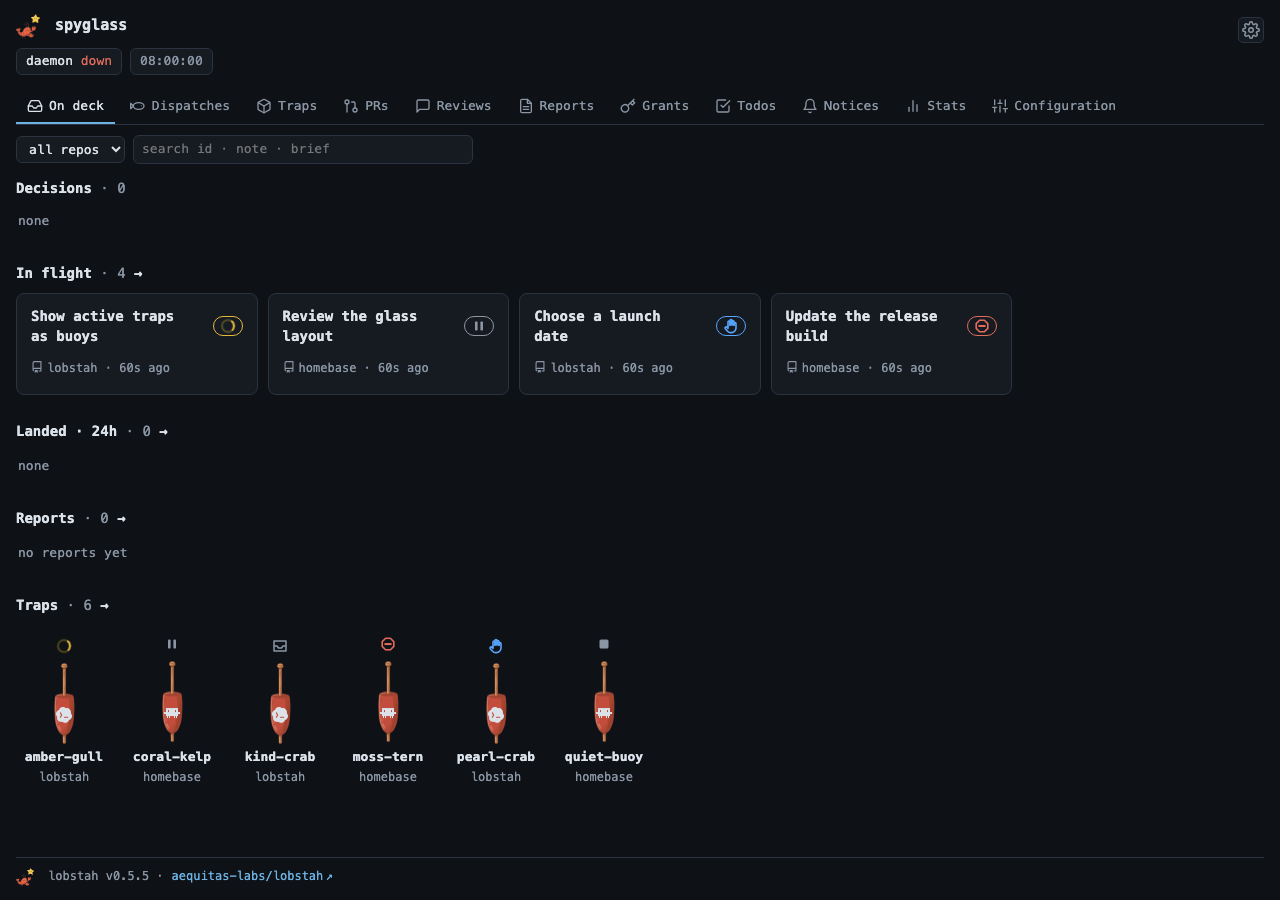 spyglass
daemon down 08:00:00
On deck Dispatches Traps PRs Reviews Reports Grants Todos Notices Stats Configuration
all repos search id · note · brief
Decisions · 0
none
In flight · 4 →
Show active traps as buoys
lobstah · 60s ago
Review the glass layout
homebase · 60s ago
Choose a launch date
lobstah · 60s ago
Update the release build
homebase · 60s ago
Landed · 24h · 0 →
none
Reports · 0 →
no reports yet
Traps · 6 →
amber-gull coral-kelp kind-crab moss-tern pearl-crab quiet-buoy
lobstah homebase lobstah homebase lobstah homebase
lobstah v0.5.5 · aequitas-labs/lobstah↗